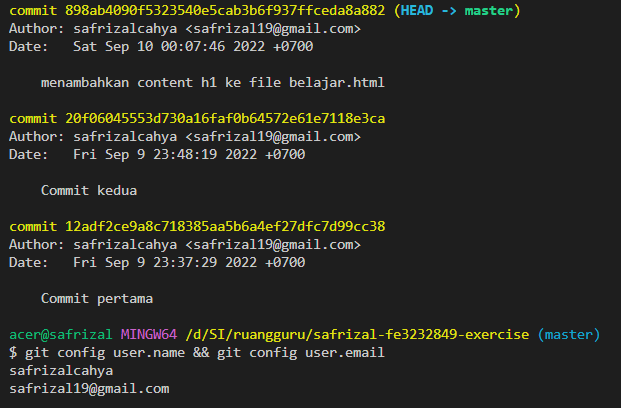 commit 898ab4090f5323540e5cab3b6f937ffceda8a882 (HEAD -> master)
Author: safrizalcahya <safrizal19@gmail.com>
Date:   Sat Sep 10 00:07:46 2022 +0700

    menambahkan content h1 ke file belajar.html

commit 20f06045553d730a16faf0b64572e61e7118e3ca
Author: safrizalcahya <safrizal19@gmail.com>
Date:   Fri Sep 9 23:48:19 2022 +0700

    Commit kedua

commit 12adf2ce9a8c718385aa5b6a4ef27dfc7d99cc38
Author: safrizalcahya <safrizal19@gmail.com>
Date:   Fri Sep 9 23:37:29 2022 +0700

    Commit pertama

acer@safrizal MINGW64 /d/SI/ruangguru/safrizal-fe3232849-exercise (master)
$ git config user.name && git config user.email
safrizalcahya
safrizal19@gmail.com